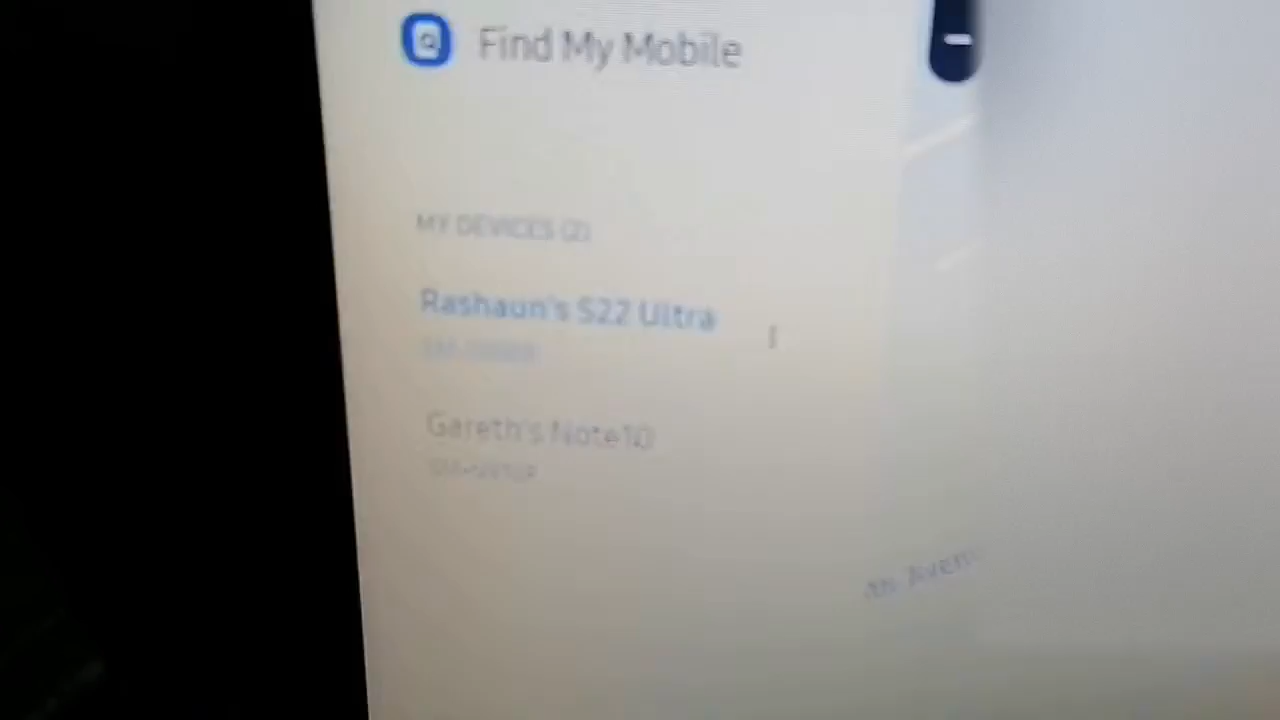 Find My Mobile
MY DEVICES (2)
Rashaun's S22 Ultra
Gareth's Note10